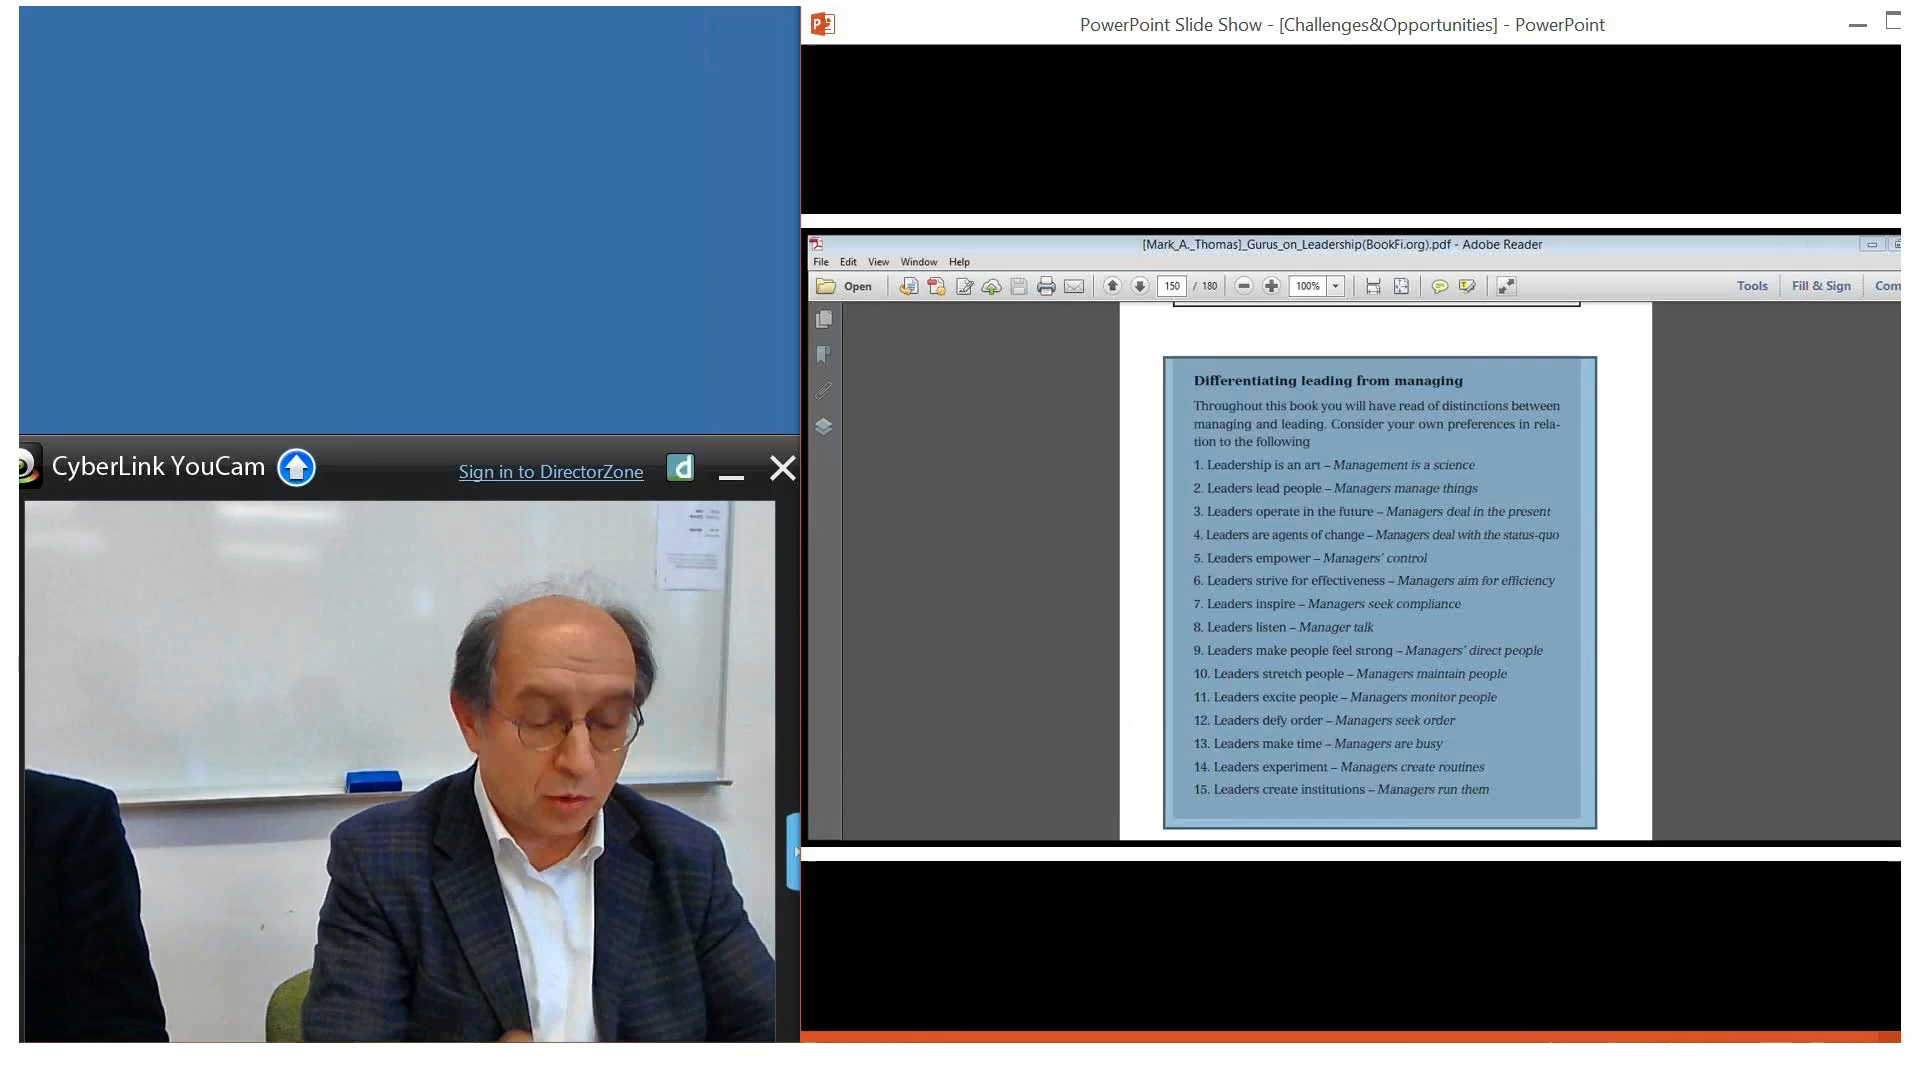 PowerPoint Slide Show - [Challenges&Opportunities] - PowerPoint
[Mark_A._Thomas]_Gurus_on_Leadership(BookFi.org).pdf - Adobe Reader
File Edit View Window Help
Open 150 / 180 100% Tools Fill & Sign Com
Differentiating leading from managing
Throughout this book you will have read of distinctions between
managing and leading. Consider your own preferences in rela-
tion to the following
1. Leadership is an art – Management is a science
2. Leaders lead people – Managers manage things
3. Leaders operate in the future – Managers deal in the present
4. Leaders are agents of change – Managers deal with the status-quo
5. Leaders empower – Managers' control
6. Leaders strive for effectiveness – Managers aim for efficiency
7. Leaders inspire – Managers seek compliance
8. Leaders listen – Manager talk
9. Leaders make people feel strong – Managers' direct people
10. Leaders stretch people – Managers maintain people
11. Leaders excite people – Managers monitor people
12. Leaders defy order – Managers seek order
13. Leaders make time – Managers are busy
14. Leaders experiment – Managers create routines
15. Leaders create institutions – Managers run them
CyberLink YouCam Sign in to DirectorZone d